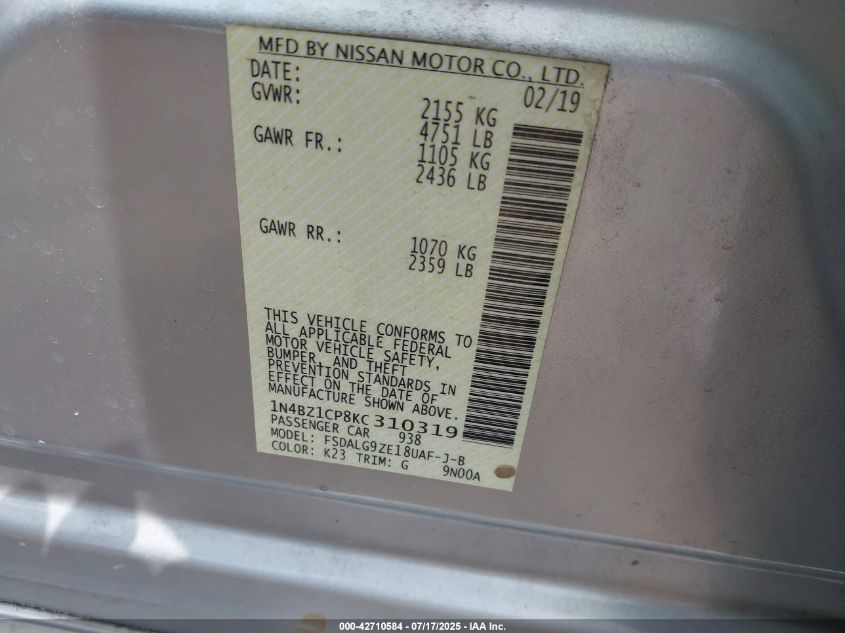 MFD BY NISSAN MOTOR CO., LTD.
DATE: 02/19
GVWR: 2155 KG
4751 LB
GAWR FR.: 1105 KG
2436 LB
GAWR RR.: 1070 KG
2359 LB
THIS VEHICLE CONFORMS TO
ALL APPLICABLE FEDERAL
MOTOR VEHICLE SAFETY,
BUMPER, AND THEFT
PREVENTION STANDARDS IN
EFFECT ON THE DATE OF
MANUFACTURE SHOWN ABOVE.
1N4BZ1CP8KC310319
PASSENGER CAR 938
MODEL: FSDALG9ZE18UAF-J-B
COLOR: K23 TRIM: G 9N00A
000-42710584 / 07/17/2025 - IAA Inc.